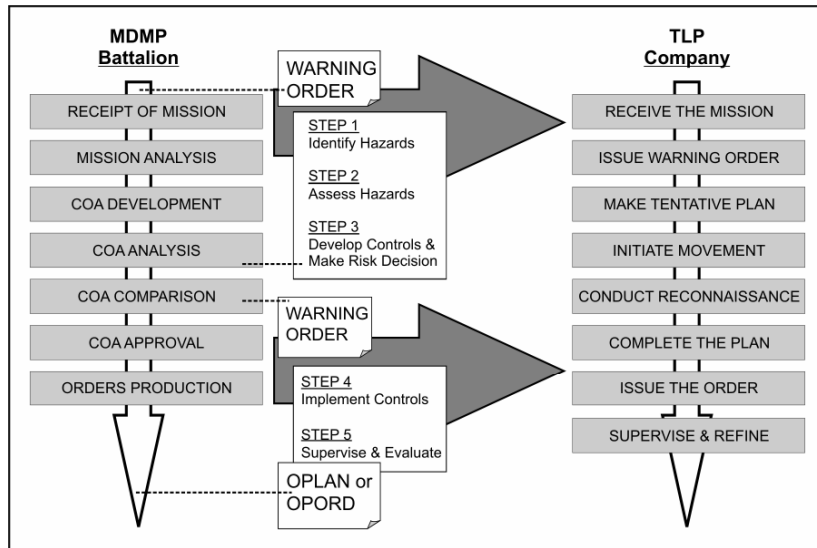 MDMP
Battalion
RECEIPT OF MISSION
MISSION ANALYSIS
COA DEVELOPMENT
COA ANALYSIS
COA COMPARISON
COA APPROVAL
ORDERS PRODUCTION
WARNING
ORDER
STEP 1
Identify Hazards
STEP 2
Assess Hazards
STEP 3
Develop Controls &
Make Risk Decision
WARNING
ORDER
STEP 4
Implement Controls
STEP 5
Supervise & Evaluate
OPLAN or
OPORD
TLP
Company
RECEIVE THE MISSION
ISSUE WARNING ORDER
MAKE TENTATIVE PLAN
INITIATE MOVEMENT
CONDUCT RECONNAISSANCE
COMPLETE THE PLAN
ISSUE THE ORDER
SUPERVISE & REFINE